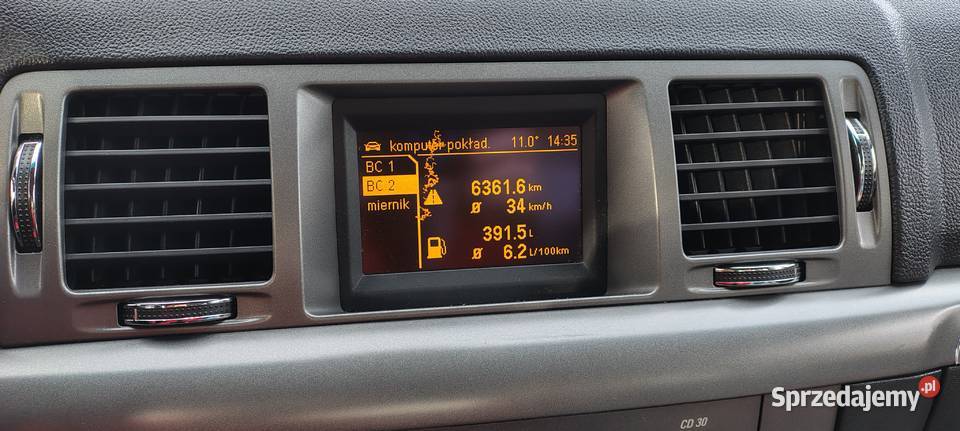 komputer pokład. 11.0° 14:35
BC 1
BC 2
miernik
6361.6 km
Ø 34 km/h
391.5 L
Ø 6.2 L/100km
CD 30
Sprzedajemy .pl